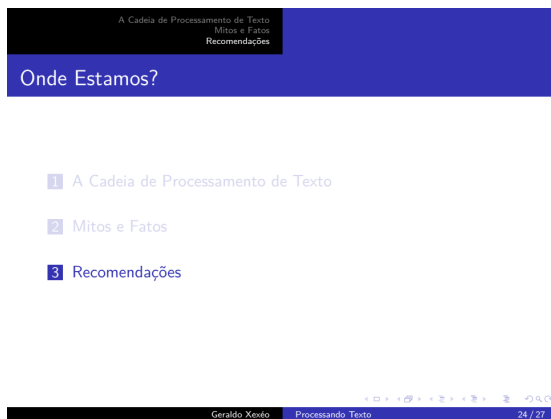 A Cadeia de Processamento de Texto
Mitos e Fatos
Recomendações
Onde Estamos?
1 A Cadeia de Processamento de Texto
2 Mitos e Fatos
3 Recomendações
Geraldo Xexéo Processando Texto 24 / 27